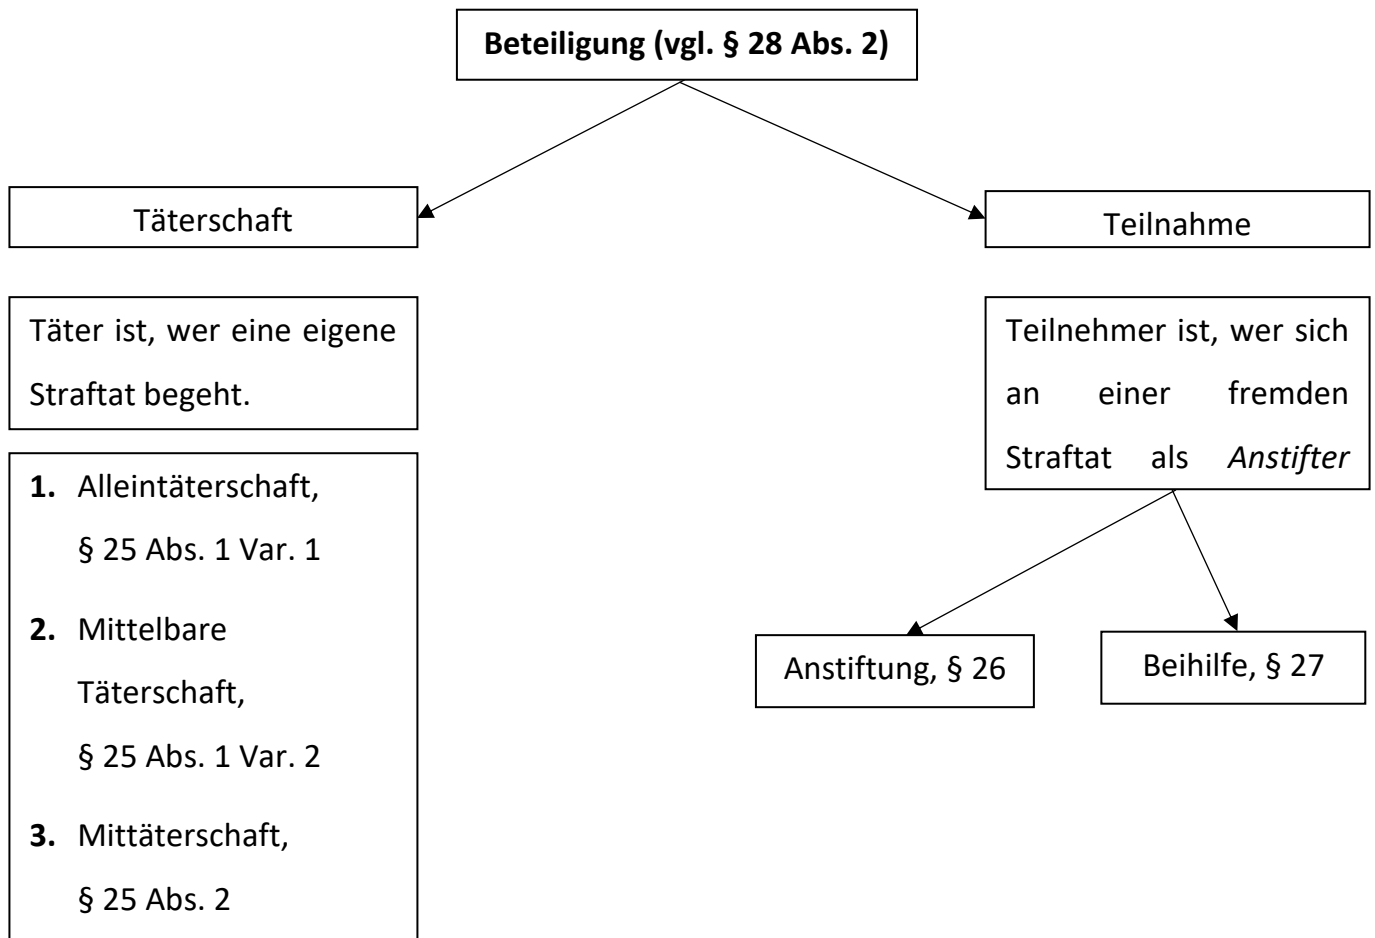 Beteiligung (vgl. § 28 Abs. 2)
Täterschaft
Täter ist, wer eine eigene
Straftat begeht.
1. Alleintäterschaft,
§ 25 Abs. 1 Var. 1
2. Mittelbare
Täterschaft,
§ 25 Abs. 1 Var. 2
3. Mittäterschaft,
§ 25 Abs. 2
Teilnahme
Teilnehmer ist, wer sich
an einer fremden
Straftat als Anstifter
Anstiftung, § 26
Beihilfe, § 27